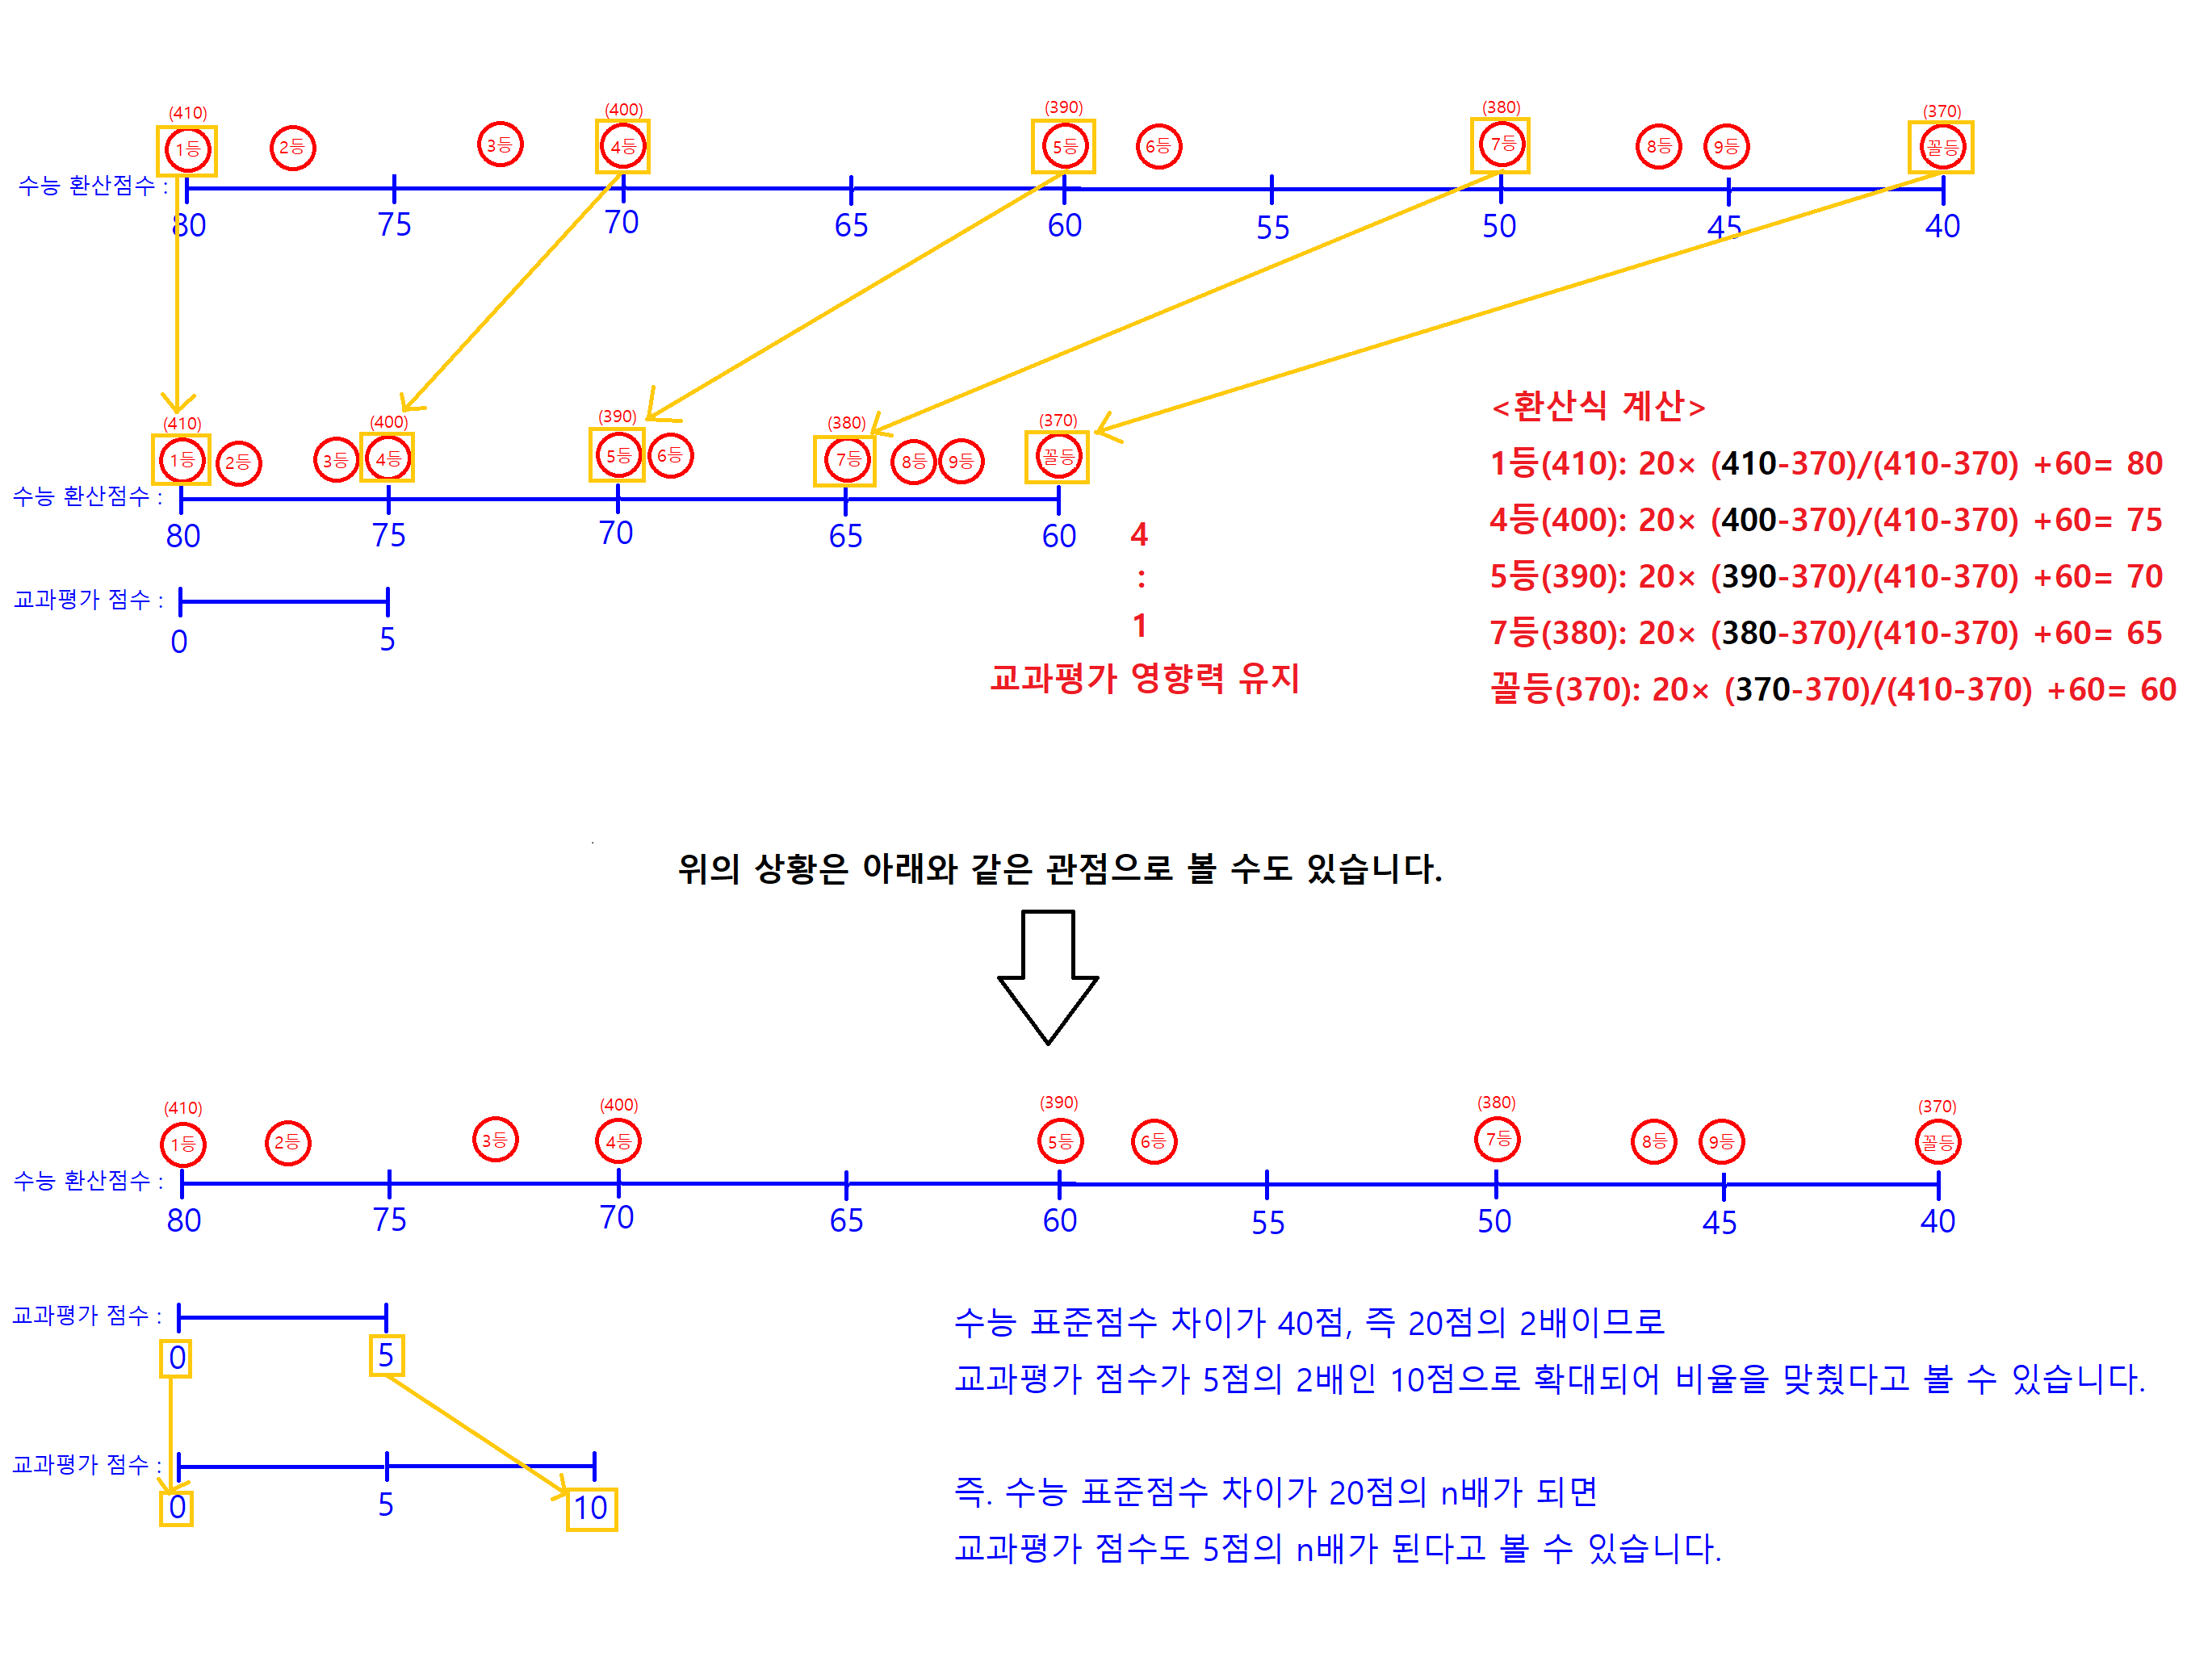 (410) (400) (390) (380) (370)
1등 2등 3등 4등 5등 6등 7등 8등 9등 꼴등
수능 환산점수 :
80 75 70 65 60 55 50 45 40
(410) (400) (390) (380) (370)
1등 2등 3등 4등 5등 6등 7등 8등 9등 꼴등
수능 환산점수 :
80 75 70 65 60
교과평가 점수 :
0 5
4
:
1
교과평가 영향력 유지
<환산식 계산>
1등(410): 20× (410-370)/(410-370) +60= 80
4등(400): 20× (400-370)/(410-370) +60= 75
5등(390): 20× (390-370)/(410-370) +60= 70
7등(380): 20× (380-370)/(410-370) +60= 65
꼴등(370): 20× (370-370)/(410-370) +60= 60
위의 상황은 아래와 같은 관점으로 볼 수도 있습니다.
(410) (400) (390) (380) (370)
1등 2등 3등 4등 5등 6등 7등 8등 9등 꼴등
수능 환산점수 :
80 75 70 65 60 55 50 45 40
교과평가 점수 :
0 5
교과평가 점수 :
0 5 10
수능 표준점수 차이가 40점, 즉 20점의 2배이므로
교과평가 점수가 5점의 2배인 10점으로 확대되어 비율을 맞췄다고 볼 수 있습니다.
즉. 수능 표준점수 차이가 20점의 n배가 되면
교과평가 점수도 5점의 n배가 된다고 볼 수 있습니다.